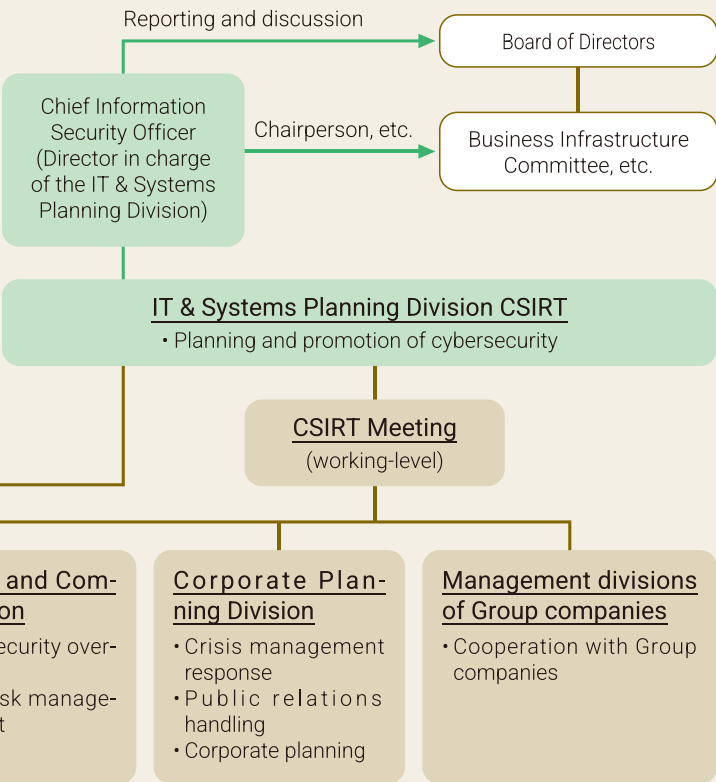 Reporting and discussion
Board of Directors
Chief Information
Security Officer
(Director in charge
of the IT & Systems
Planning Division)
Chairperson, etc.
Business Infrastructure
Committee, etc.
IT & Systems Planning Division CSIRT
• Planning and promotion of cybersecurity
CSIRT Meeting
(working-level)
and Com-
on
ecurity over-
sk manage-
t
Corporate Plan-
ning Division
• Crisis management
response
• Public relations
handling
• Corporate planning
Management divisions
of Group companies
• Cooperation with Group
companies